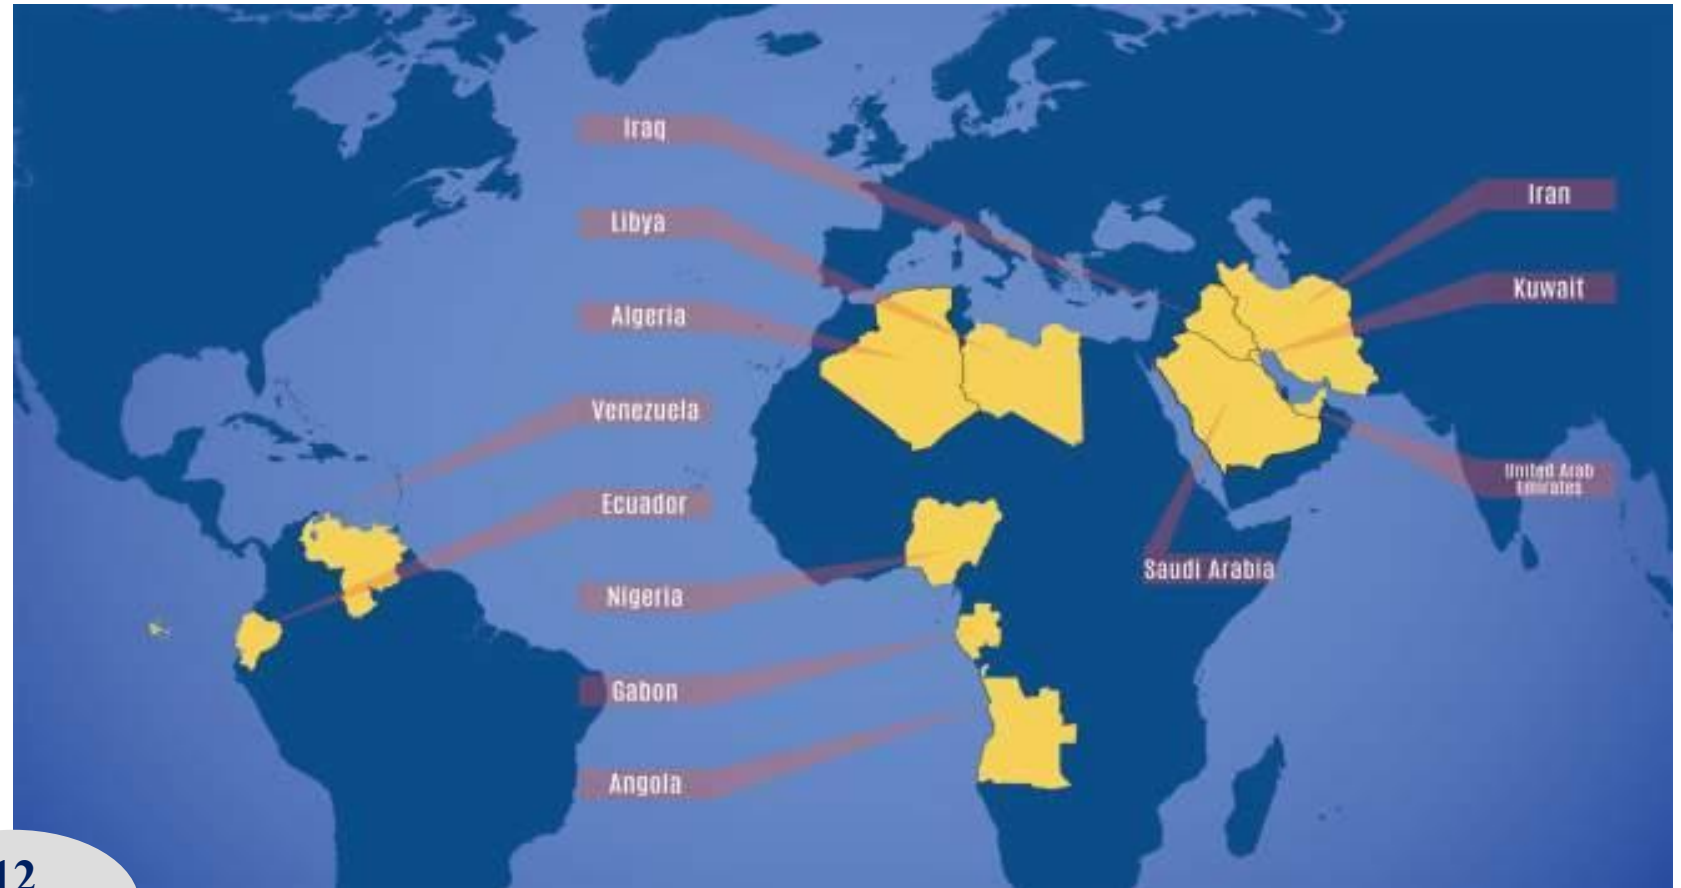 Iraq
Libya
Algeria
Venezuela
Ecuador
Nigeria
Gabon
Angola
Iran
Kuwait
United Arab
Emirates
Saudi Arabia
12